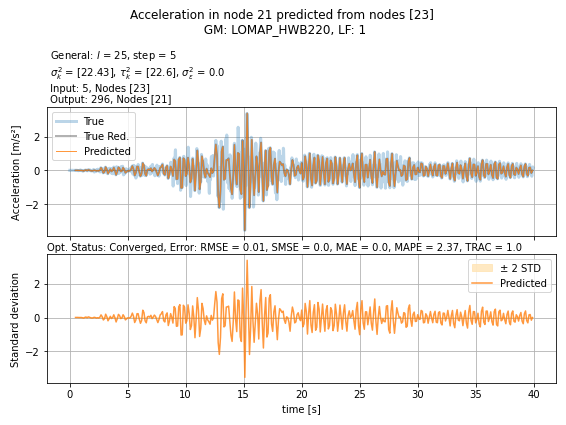 Acceleration in node 21 predicted from nodes [23]
GM: LOMAP_HWB220, LF: 1
General: l = 25, step = 5
σ²ₖ = [22.43], τ²ₖ = [22.6], σ²ε = 0.0
Input: 5, Nodes [23]
Output: 296, Nodes [21]
True
True Red.
Predicted
Acceleration [m/s²]
2
0
−2
Opt. Status: Converged, Error: RMSE = 0.01, SMSE = 0.0, MAE = 0.0, MAPE = 2.37, TRAC = 1.0
± 2 STD
Predicted
Standard deviation
2
0
−2
0 5 10 15 20 25 30 35 40
time [s]